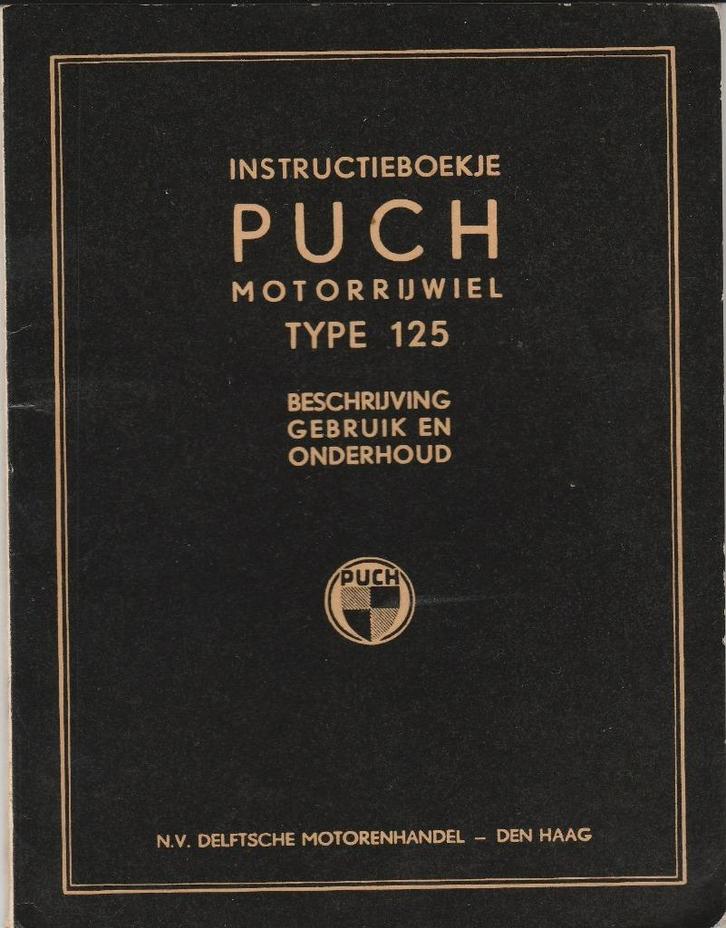 INSTRUCTIEBOEKJE
PUCH
MOTORRIJWIEL
TYPE 125
BESCHRIJVING
GEBRUIK EN
ONDERHOUD
PUCH
N.V. DELFTSCHE MOTORENHANDEL – DEN HAAG